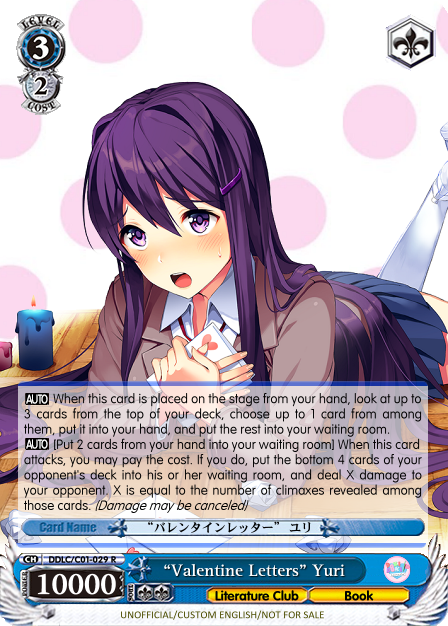 LEVEL
3
2
COST
AUTO When this card is placed on the stage from your hand, look at up to
3 cards from the top of your deck, choose up to 1 card from among
them, put it into your hand, and put the rest into your waiting room.
AUTO [Put 2 cards from your hand into your waiting room] When this card
attacks, you may pay the cost. If you do, put the bottom 4 cards of your
opponent's deck into his or her waiting room, and deal X damage to
your opponent. X is equal to the number of climaxes revealed among
those cards. (Damage may be canceled)
Card Name "バレンタインレッター" ユリ
CH DDLC/C01-029 R
POWER 10000 SOUL "Valentine Letters" Yuri
Literature Club Book
UNOFFICIAL/CUSTOM ENGLISH/NOT FOR SALE